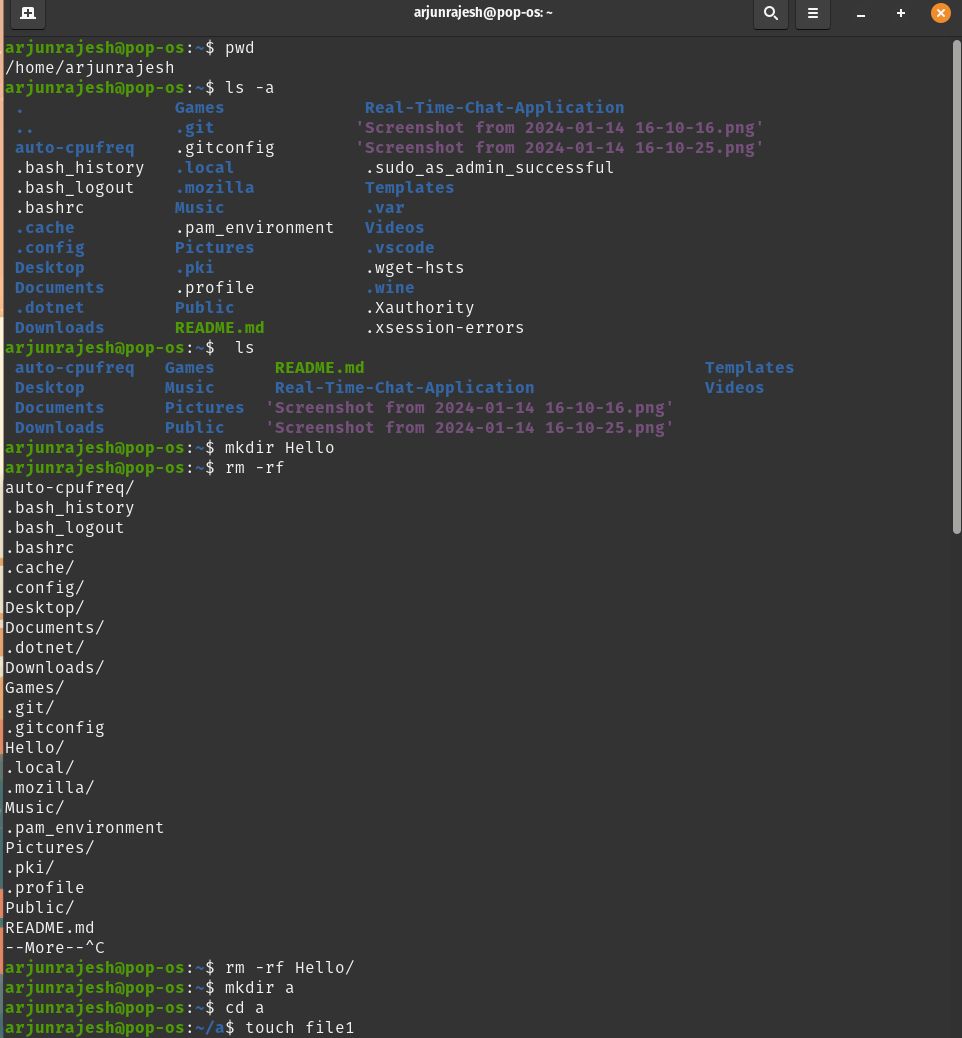 arjunrajesh@pop-os: ~
arjunrajesh@pop-os:~$ pwd
/home/arjunrajesh
arjunrajesh@pop-os:~$ ls -a
.   Games   Real-Time-Chat-Application
..   .git   'Screenshot from 2024-01-14 16-10-16.png'
auto-cpufreq   .gitconfig   'Screenshot from 2024-01-14 16-10-25.png'
.bash_history   .local   .sudo_as_admin_successful
.bash_logout   .mozilla   Templates
.bashrc   Music   .var
.cache   .pam_environment   Videos
.config   Pictures   .vscode
Desktop   .pki   .wget-hsts
Documents   .profile   .wine
.dotnet   Public   .Xauthority
Downloads   README.md   .xsession-errors
arjunrajesh@pop-os:~$  ls
auto-cpufreq   Games   README.md   Templates
Desktop   Music   Real-Time-Chat-Application   Videos
Documents   Pictures   'Screenshot from 2024-01-14 16-10-16.png'
Downloads   Public   'Screenshot from 2024-01-14 16-10-25.png'
arjunrajesh@pop-os:~$ mkdir Hello
arjunrajesh@pop-os:~$ rm -rf
auto-cpufreq/
.bash_history
.bash_logout
.bashrc
.cache/
.config/
Desktop/
Documents/
.dotnet/
Downloads/
Games/
.git/
.gitconfig
Hello/
.local/
.mozilla/
Music/
.pam_environment
Pictures/
.pki/
.profile
Public/
README.md
--More--^C
arjunrajesh@pop-os:~$ rm -rf Hello/
arjunrajesh@pop-os:~$ mkdir a
arjunrajesh@pop-os:~$ cd a
arjunrajesh@pop-os:~/a$ touch file1